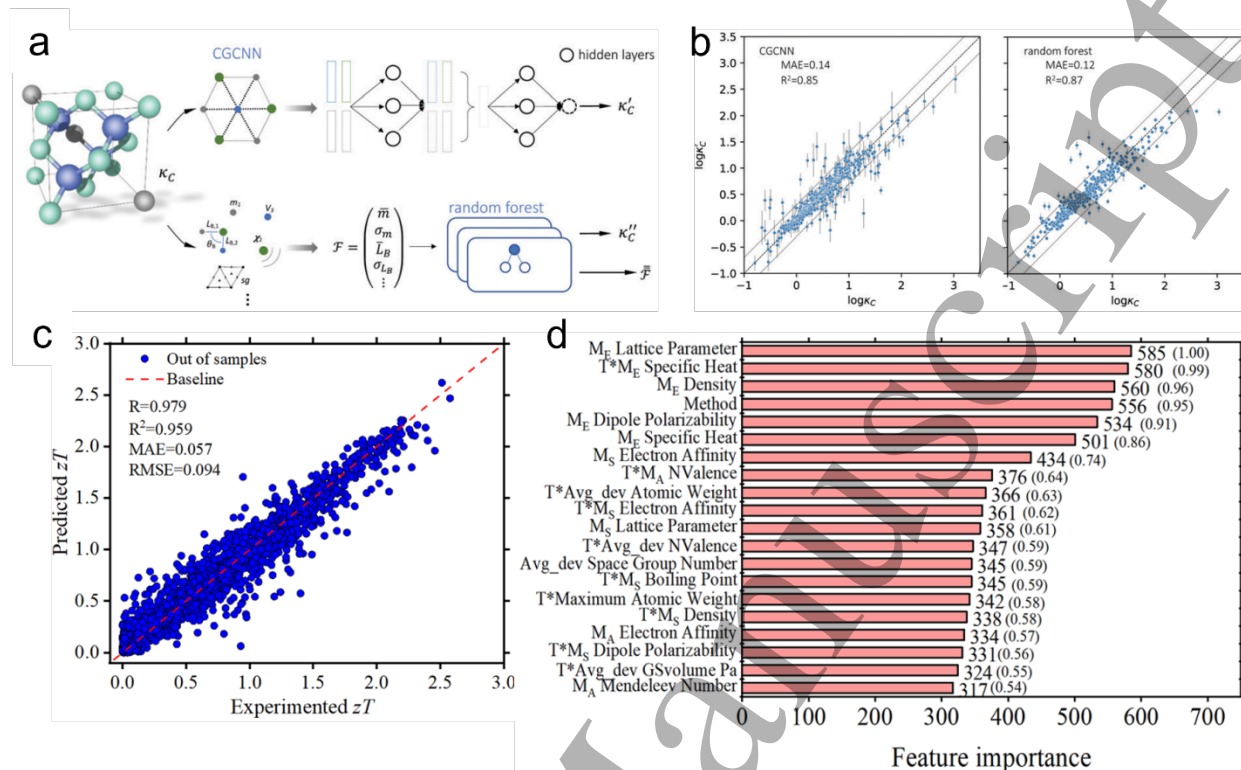 a
CGCNN
hidden layers
κ′C
κC
m1
V2
LB,1
θB
LB,2
sg
random forest
κ″C
b
CGCNN
MAE=0.14
R²=0.85
logκ′C
3.5
3.0
2.5
2.0
1.5
1.0
0.5
0.0
−0.5
−1.0
−1 0 1 2 3
logκC
random forest
MAE=0.12
R²=0.87
−1 0 1 2 3
logκC
c
Out of samples
Baseline
R=0.979
R²=0.959
MAE=0.057
RMSE=0.094
Predicted zT
3.0
2.5
2.0
1.5
1.0
0.5
0.0
0.0 0.5 1.0 1.5 2.0 2.5 3.0
Experimented zT
d
ME Lattice Parameter 585 (1.00)
T*ME Specific Heat 580 (0.99)
ME Density 560 (0.96)
Method 556 (0.95)
ME Dipole Polarizability 534 (0.91)
ME Specific Heat 501 (0.86)
MS Electron Affinity 434 (0.74)
T*MA NValence 376 (0.64)
T*Avg_dev Atomic Weight 366 (0.63)
T*MS Electron Affinity 361 (0.62)
MS Lattice Parameter 358 (0.61)
T*Avg_dev NValence 347 (0.59)
Avg_dev Space Group Number 345 (0.59)
T*MS Boiling Point 345 (0.59)
T*Maximum Atomic Weight 342 (0.58)
T*MS Density 338 (0.58)
MA Electron Affinity 334 (0.57)
T*MS Dipole Polarizability 331 (0.56)
T*Avg_dev GSvolume Pa 324 (0.55)
MA Mendeleev Number 317 (0.54)
0 100 200 300 400 500 600 700
Feature importance